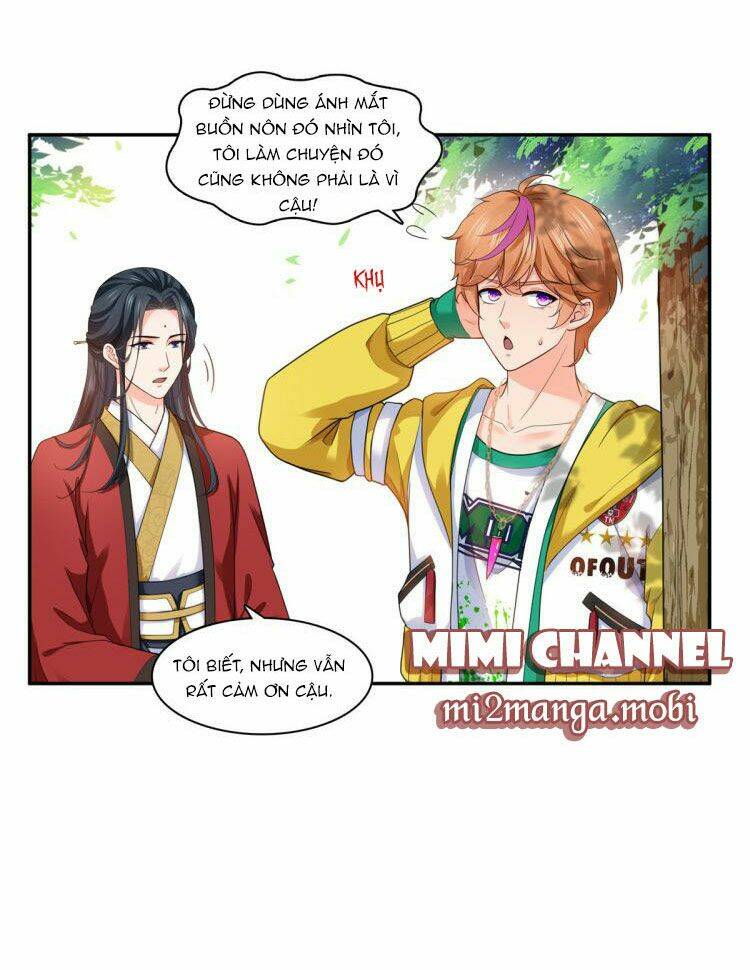 ĐỪNG DÙNG ÁNH MẮT
BUỒN NÔN ĐÓ NHÌN TÔI,
TÔI LÀM CHUYỆN ĐÓ
CŨNG KHÔNG PHẢI LÀ VÌ
CẬU!
KHỤ
OFOUT
TÔI BIẾT, NHƯNG VẪN
RẤT CẢM ƠN CẬU.
MIMI CHANNEL
mi2manga.mobi